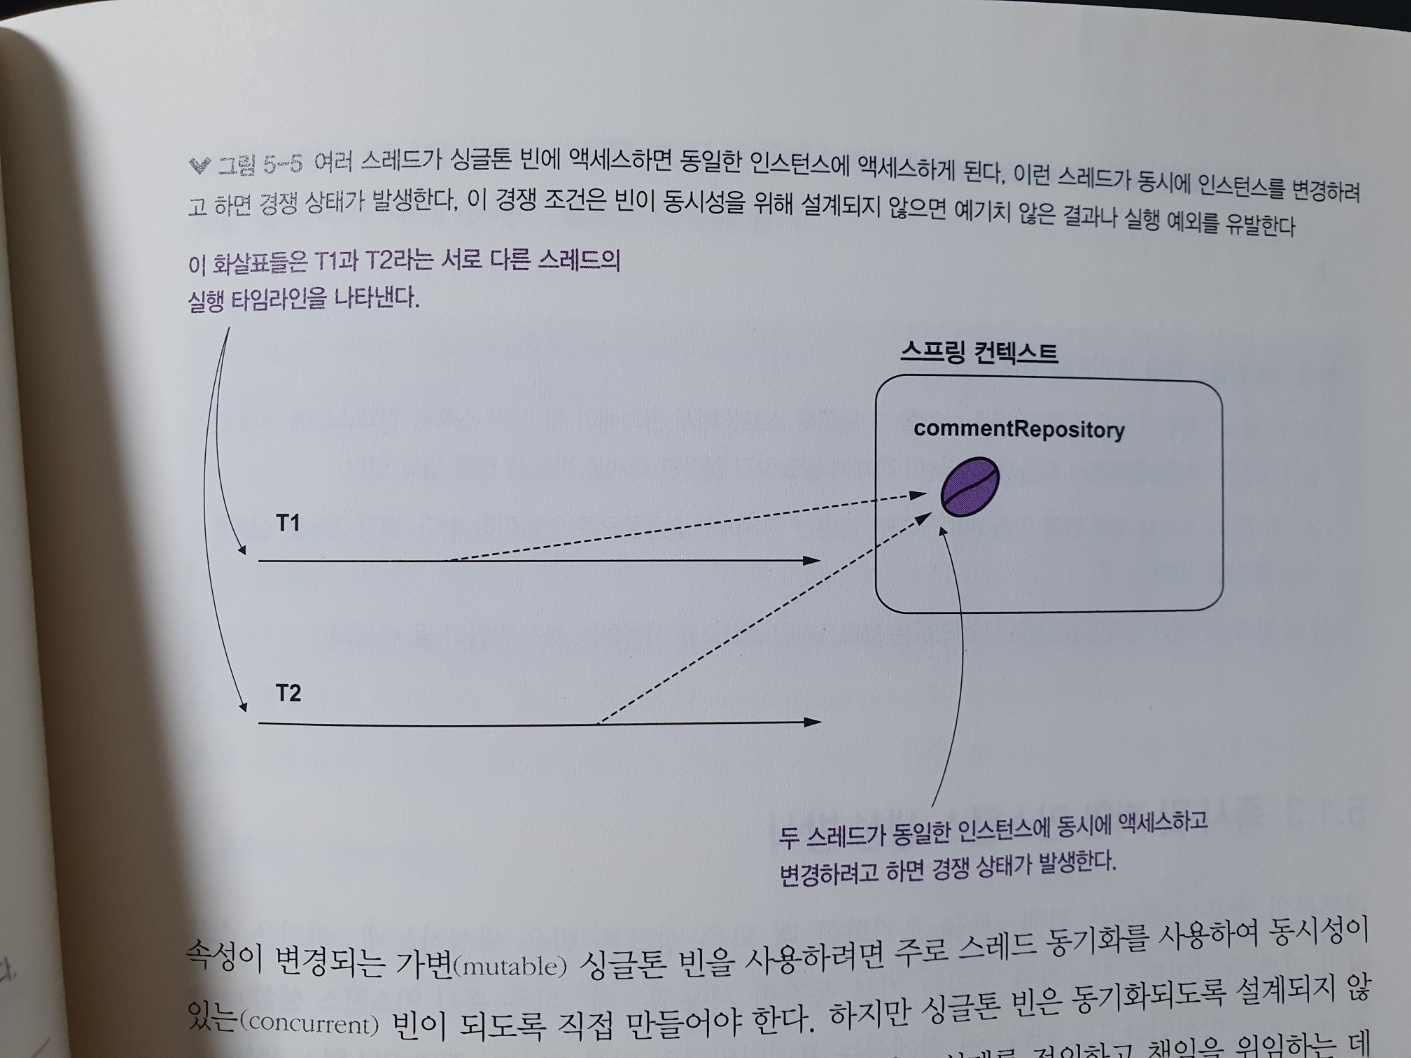 그림 5-5 여러 스레드가 싱글톤 빈에 액세스하면 동일한 인스턴스에 액세스하게 된다. 이런 스레드가 동시에 인스턴스를 변경하려
고 하면 경쟁 상태가 발생한다. 이 경쟁 조건은 빈이 동시성을 위해 설계되지 않으면 예기치 않은 결과나 실행 예외를 유발한다
이 화살표들은 T1과 T2라는 서로 다른 스레드의
실행 타임라인을 나타낸다.
스프링 컨텍스트
commentRepository
T1
T2
두 스레드가 동일한 인스턴스에 동시에 액세스하고
변경하려고 하면 경쟁 상태가 발생한다.
속성이 변경되는 가변(mutable) 싱글톤 빈을 사용하려면 주로 스레드 동기화를 사용하여 동시성이
있는(concurrent) 빈이 되도록 직접 만들어야 한다. 하지만 싱글톤 빈은 동기화되도록 설계되지 않
정의하고 책임을 위임하는 데